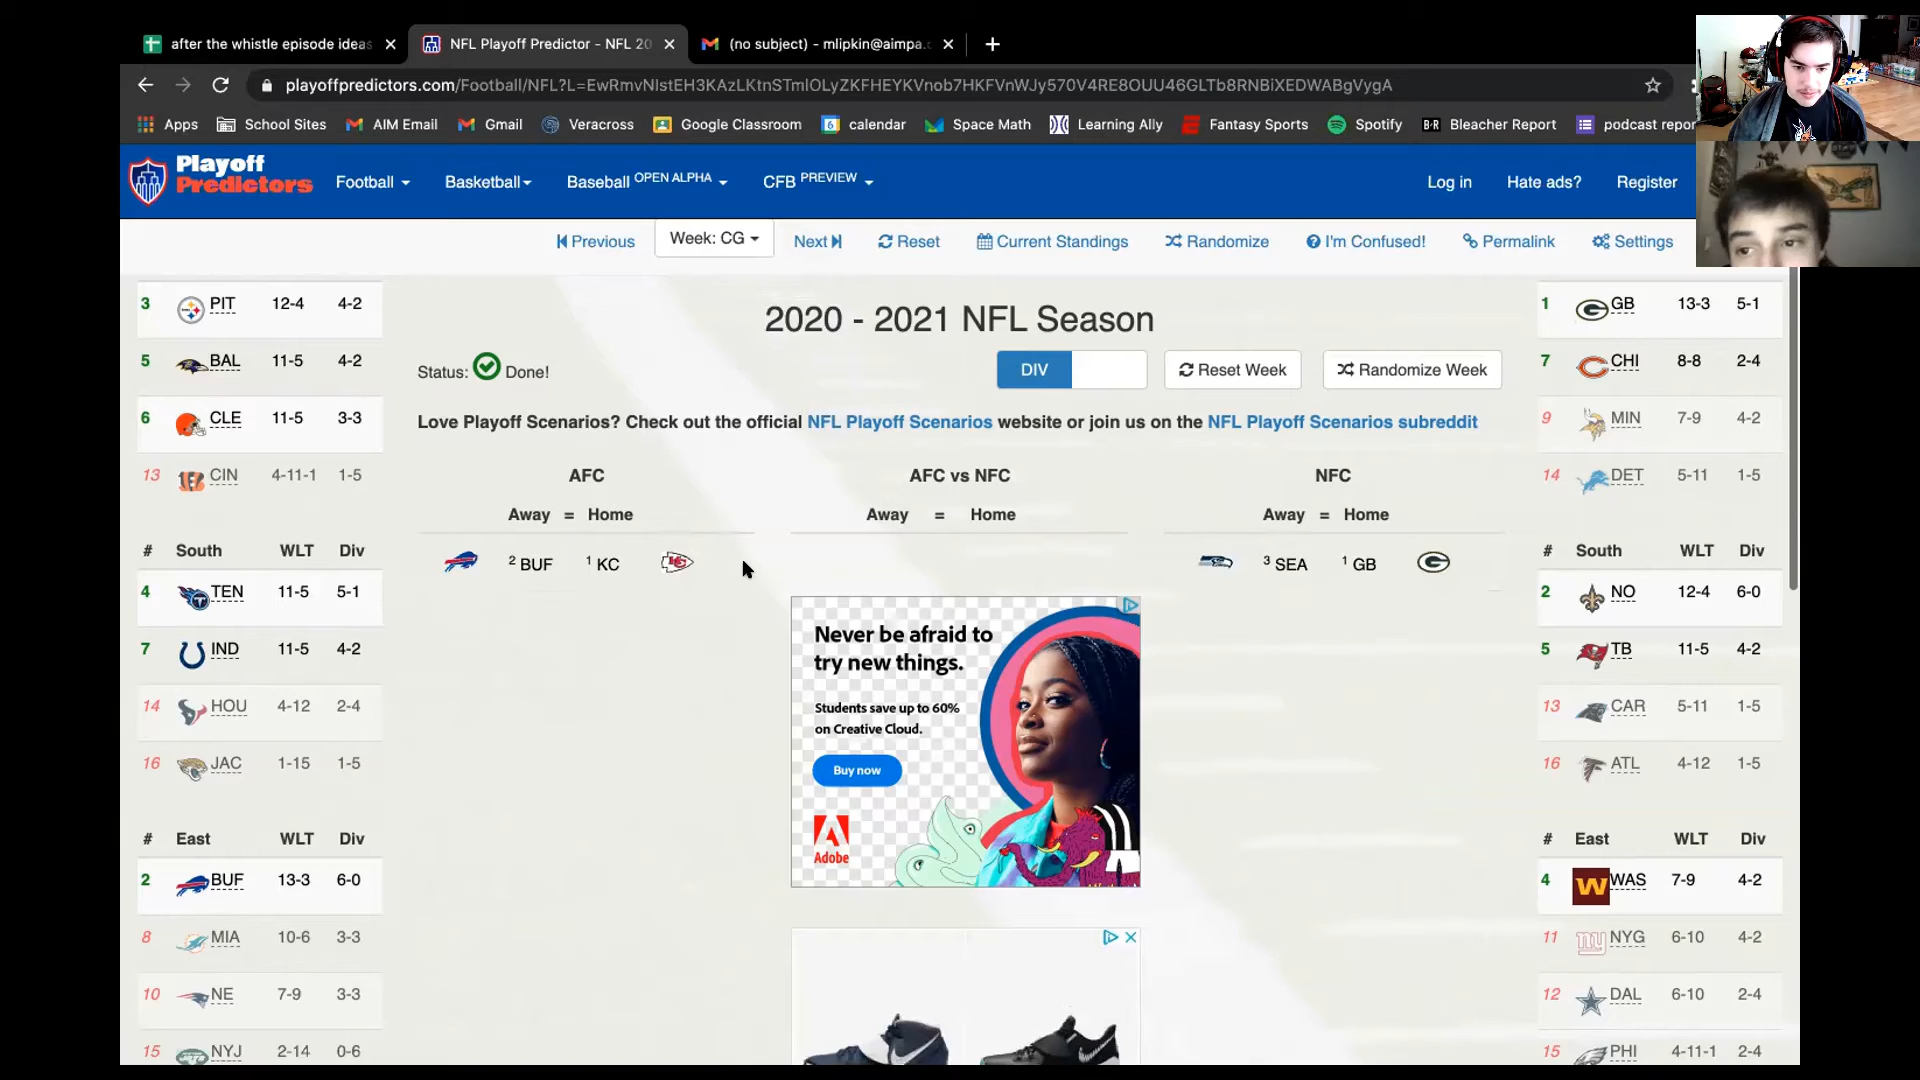 after the whistle episode ideas
NFL Playoff Predictor - NFL 20
(no subject) - mlipkin@aimpa.
playoffpredictors.com/Football/NFL?L=EwRmvNIstEH3KAzLKtnSTmlOLyZKFHEYKVnob7HKFVnWJy570V4RE8OUU46GLTb8RNBiXEDWABgVygA
Apps School Sites AIM Email Gmail Veracross Google Classroom 6 calendar Space Math Learning Ally Fantasy Sports Spotify B·R Bleacher Report podcast repor
Playoff
Predictors
Football Basketball Baseball OPEN ALPHA CFB PREVIEW Log in Hate ads? Register
Previous Week: CG Next Reset Current Standings Randomize I'm Confused! Permalink Settings
3 PIT 12-4 4-2
5 BAL 11-5 4-2
6 CLE 11-5 3-3
13 CIN 4-11-1 1-5
# South WLT Div
4 TEN 11-5 5-1
7 IND 11-5 4-2
14 HOU 4-12 2-4
16 JAC 1-15 1-5
# East WLT Div
2 BUF 13-3 6-0
8 MIA 10-6 3-3
10 NE 7-9 3-3
15 NYJ 2-14 0-6
2020 - 2021 NFL Season
Status: Done!
DIV Reset Week Randomize Week
Love Playoff Scenarios? Check out the official NFL Playoff Scenarios website or join us on the NFL Playoff Scenarios subreddit
AFC AFC vs NFC NFC
Away = Home Away = Home Away = Home
2 BUF 1 KC 3 SEA 1 GB
Never be afraid to
try new things.
Students save up to 60%
on Creative Cloud.
Buy now
Adobe
1 GB 13-3 5-1
7 CHI 8-8 2-4
9 MIN 7-9 4-2
14 DET 5-11 1-5
# South WLT Div
2 NO 12-4 6-0
5 TB 11-5 4-2
13 CAR 5-11 1-5
16 ATL 4-12 1-5
# East WLT Div
4 WAS 7-9 4-2
11 NYG 6-10 4-2
12 DAL 6-10 2-4
15 PHI 4-11-1 2-4